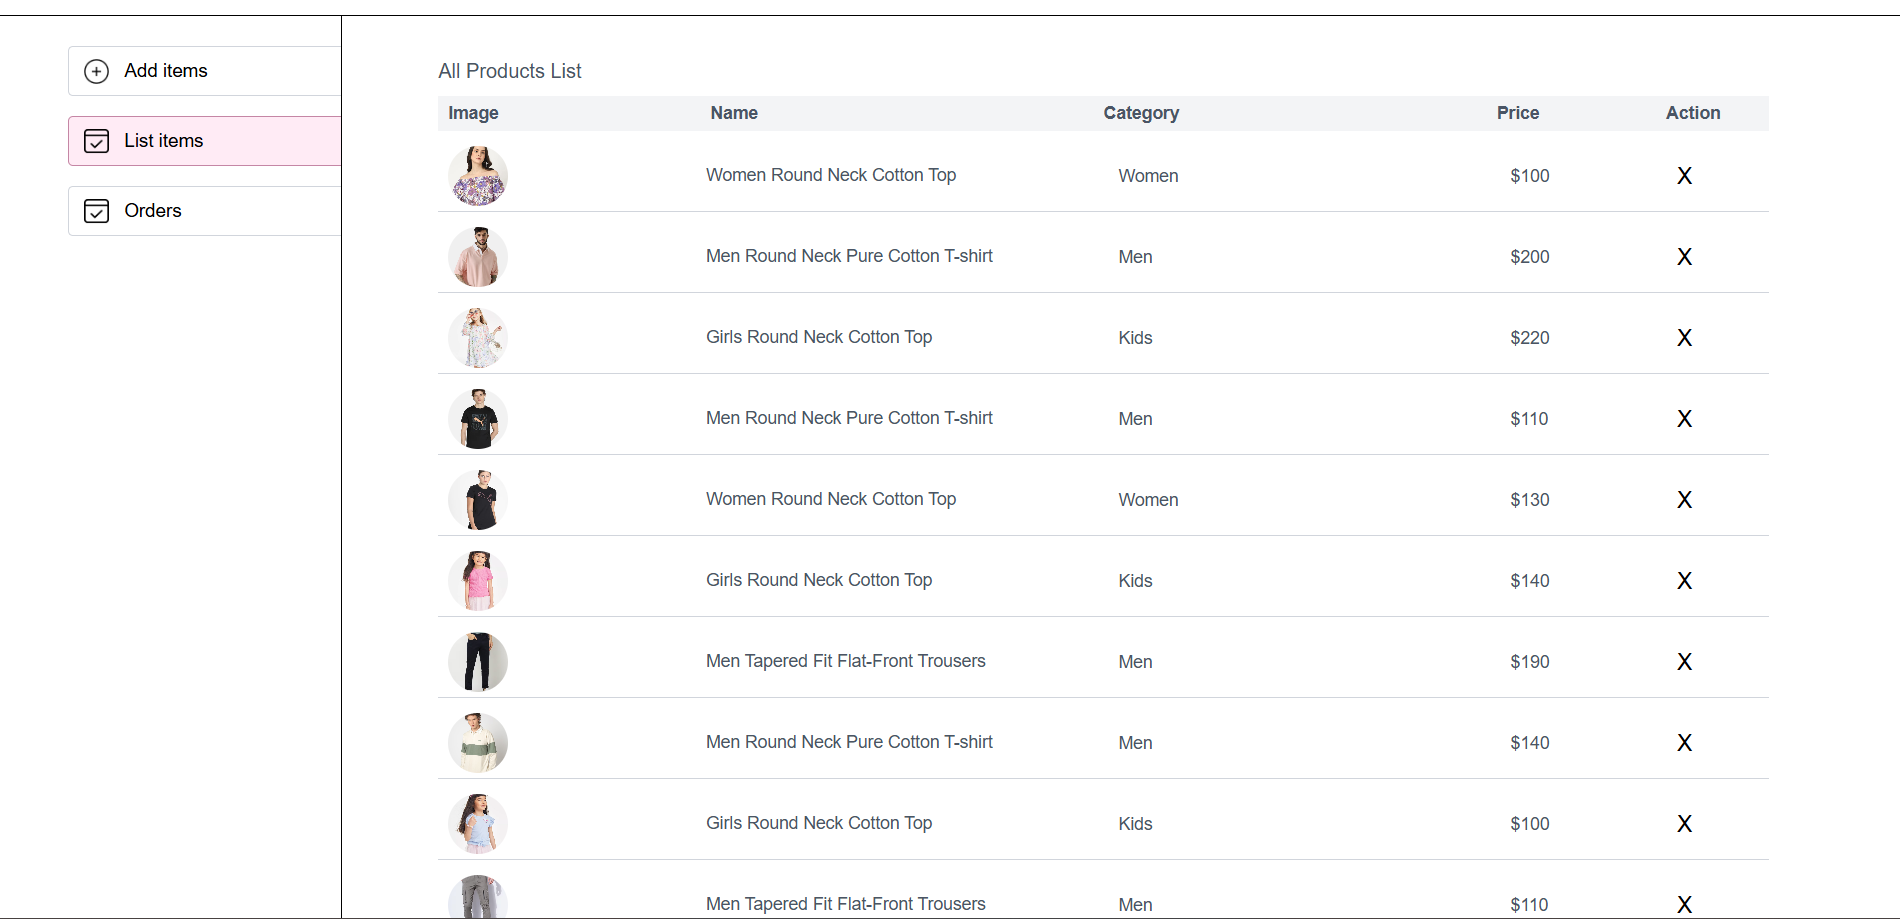 Add items
List items
Orders
All Products List
Image Name Category Price Action
Women Round Neck Cotton Top Women $100 X
Men Round Neck Pure Cotton T-shirt Men $200 X
Girls Round Neck Cotton Top Kids $220 X
Men Round Neck Pure Cotton T-shirt Men $110 X
Women Round Neck Cotton Top Women $130 X
Girls Round Neck Cotton Top Kids $140 X
Men Tapered Fit Flat-Front Trousers Men $190 X
Men Round Neck Pure Cotton T-shirt Men $140 X
Girls Round Neck Cotton Top Kids $100 X
Men Tapered Fit Flat-Front Trousers Men $110 X